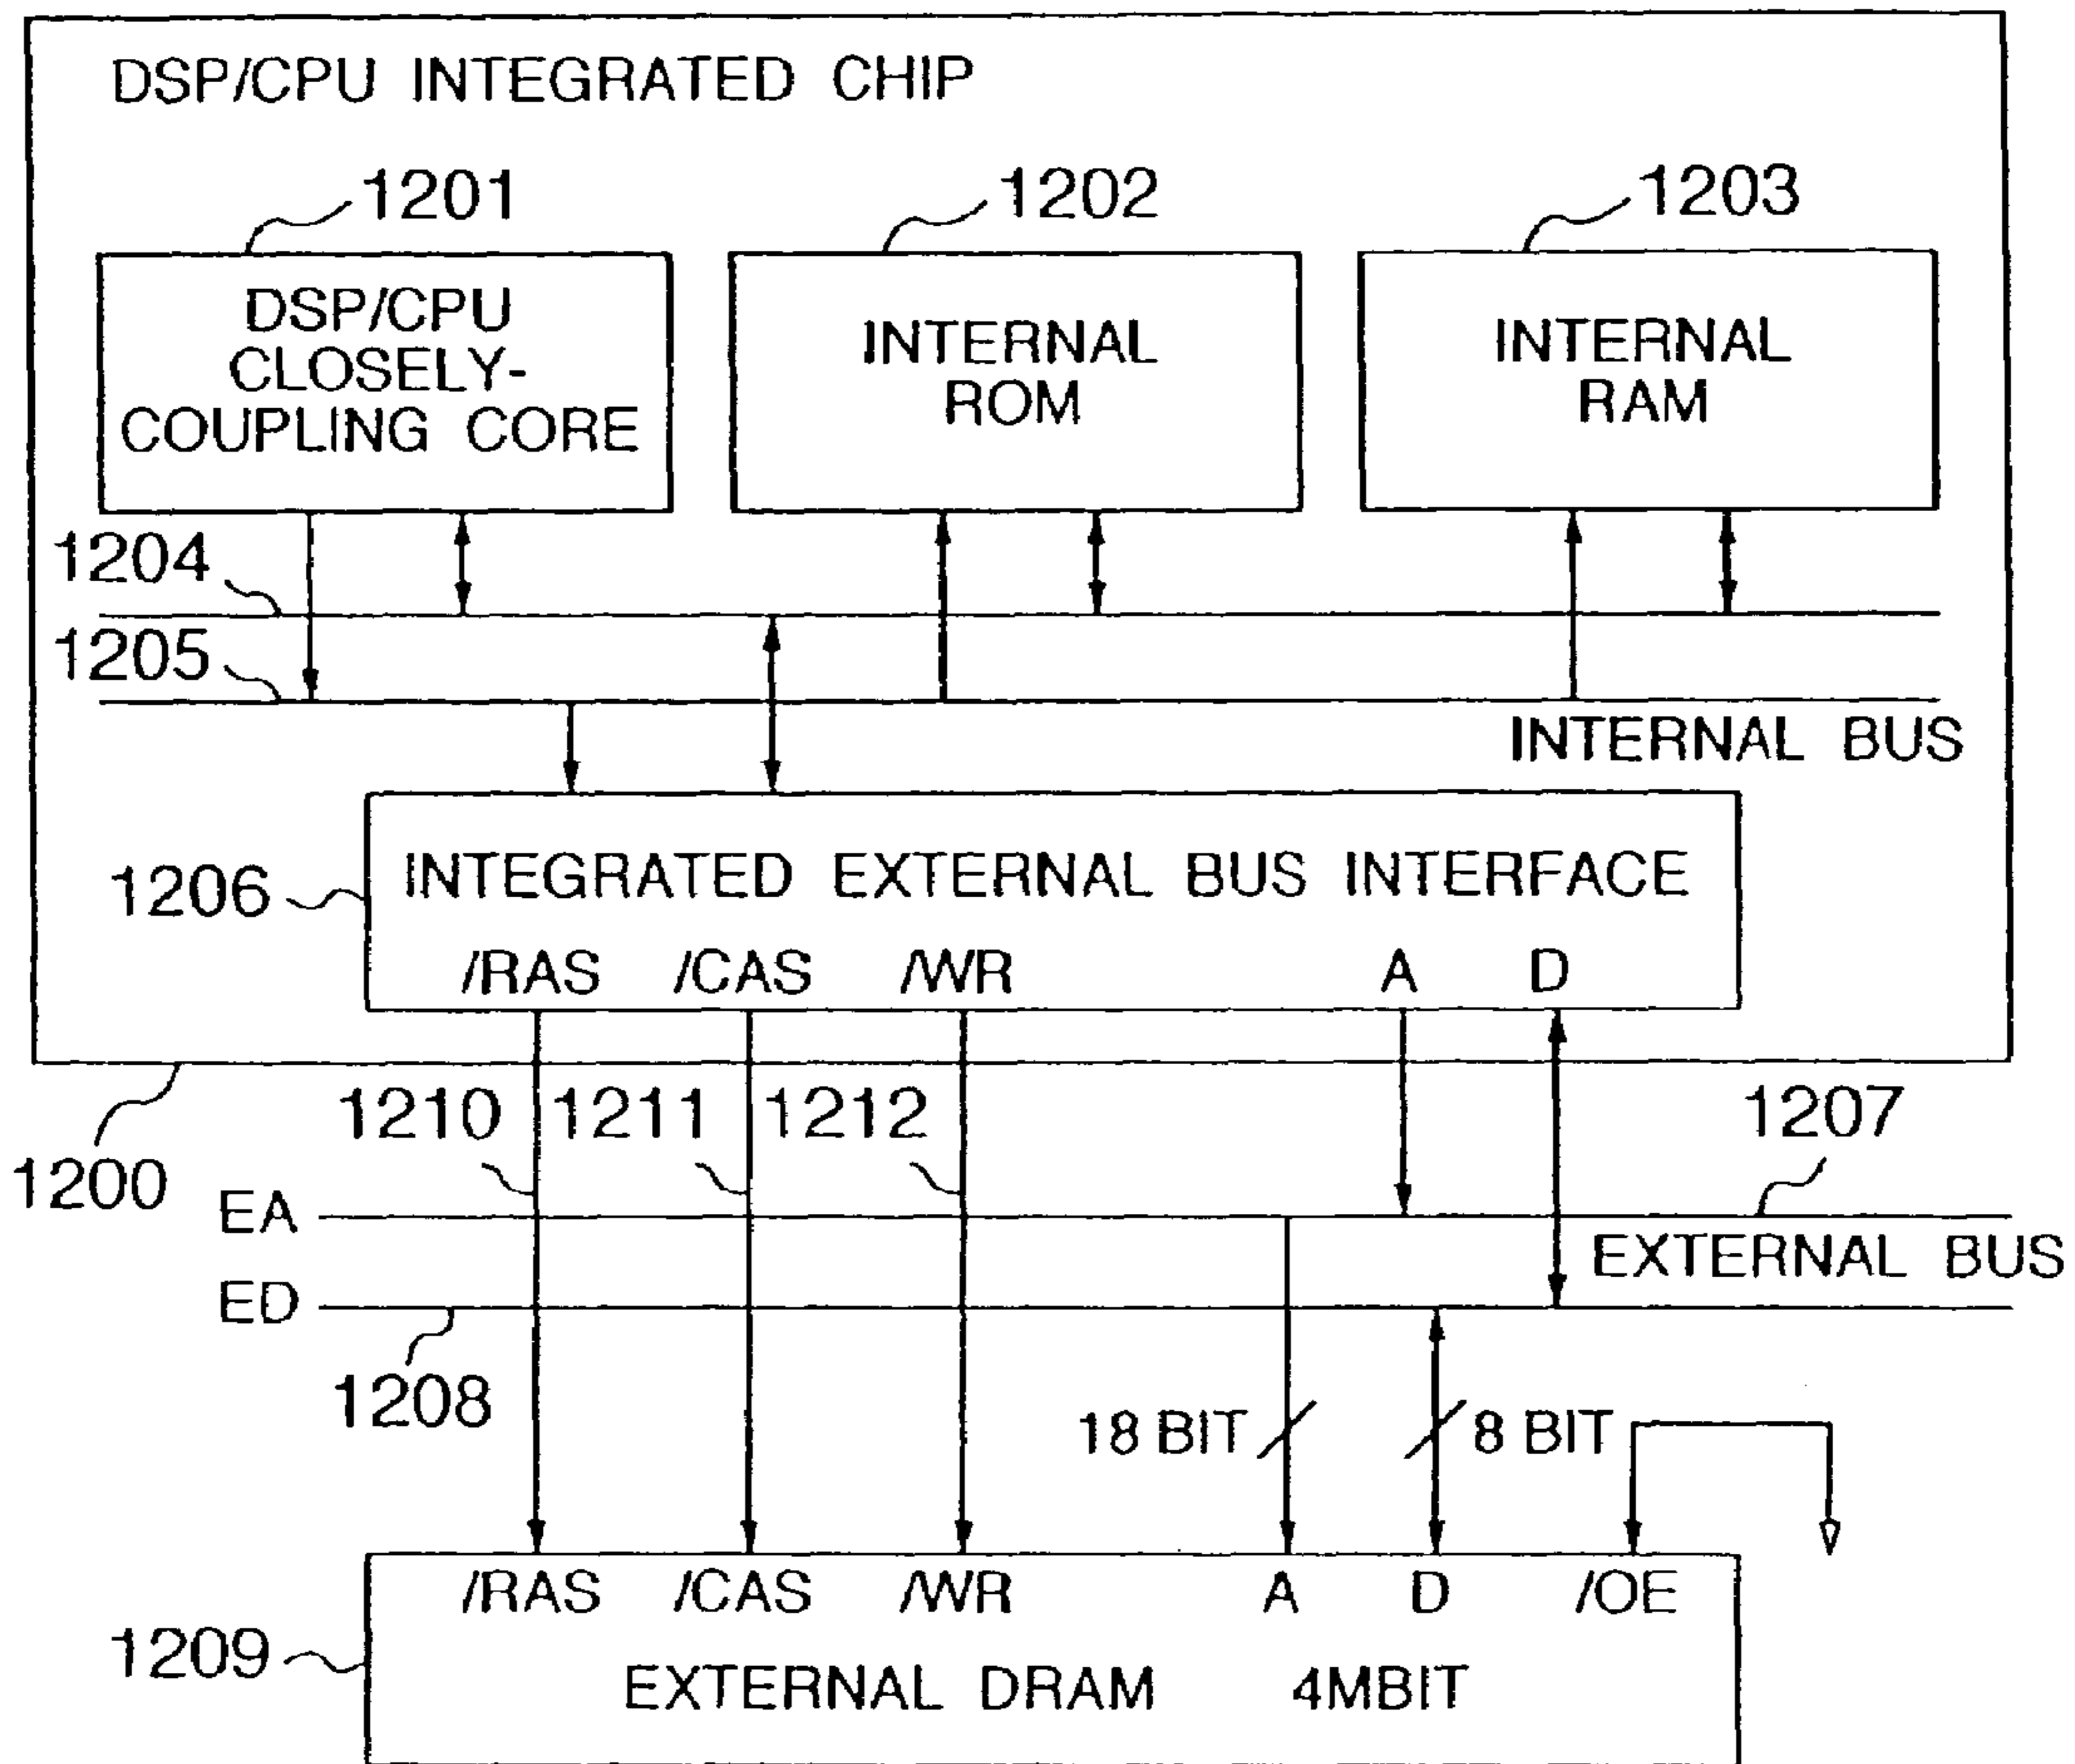 DSP/CPU INTEGRATED CHIP
1201
1202
1203
DSP/CPU
CLOSELY-
COUPLING CORE
INTERNAL
ROM
INTERNAL
RAM
1204
1205
INTERNAL BUS
1206
INTEGRATED EXTERNAL BUS INTERFACE
/RAS /CAS /WR A D
1210 1211 1212
1207
1200
EA
EXTERNAL BUS
ED
1208
18 BIT
8 BIT
/RAS /CAS /WR A D /OE
1209
EXTERNAL DRAM 4MBIT